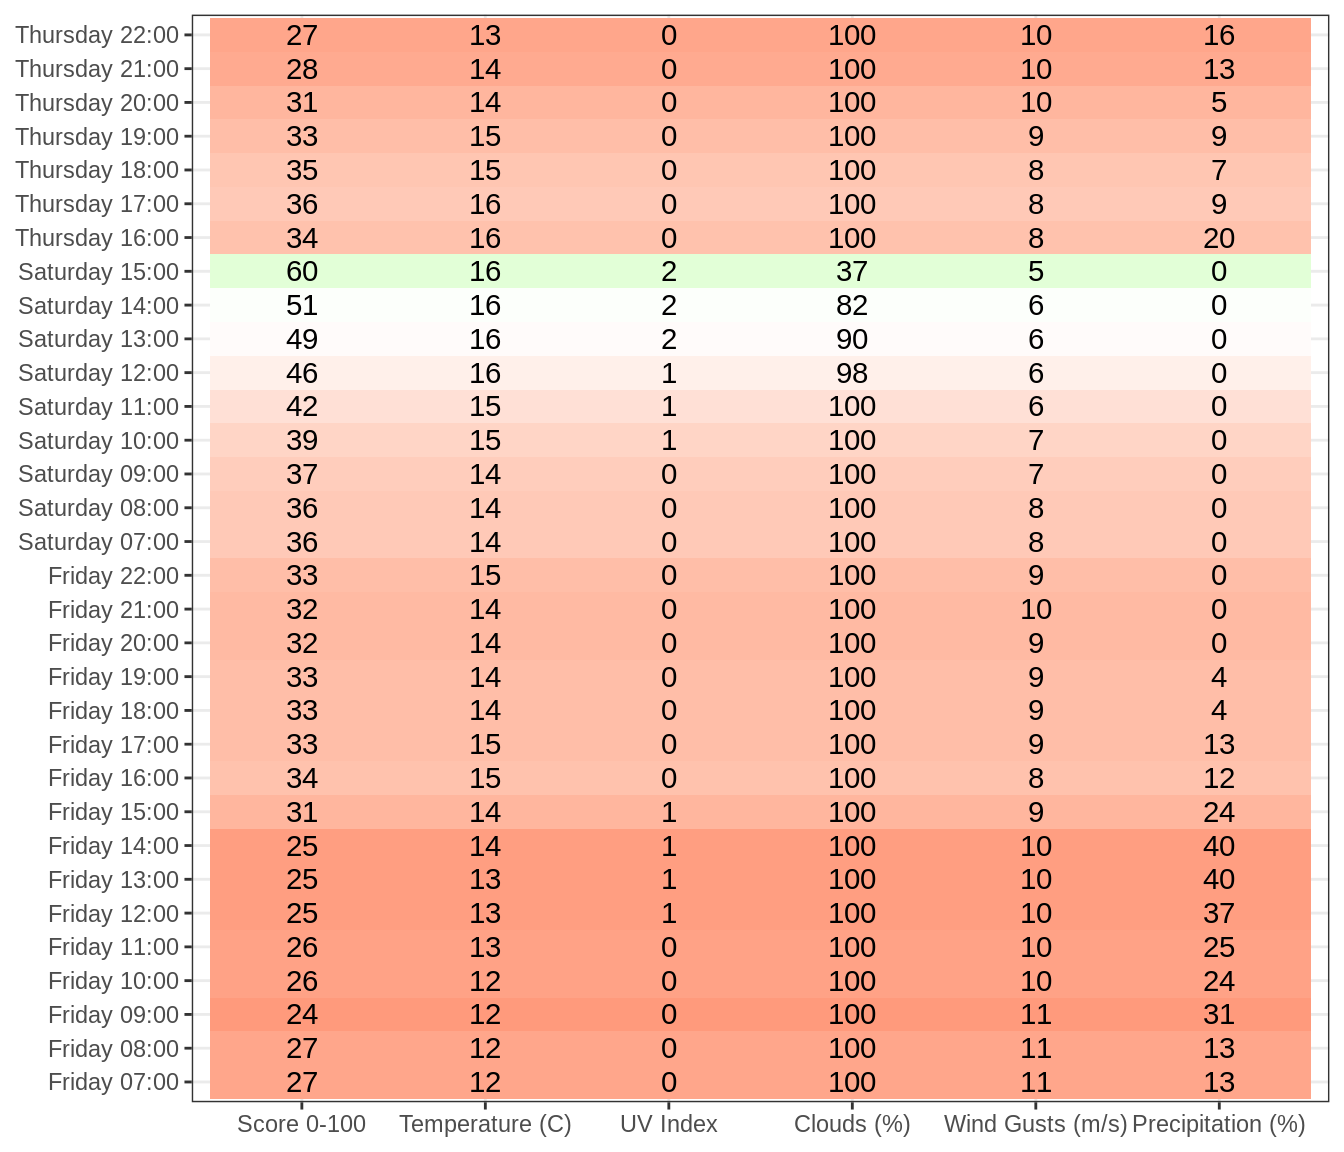 Thursday 22:00 27 13 0 100 10 16
Thursday 21:00 28 14 0 100 10 13
Thursday 20:00 31 14 0 100 10 5
Thursday 19:00 33 15 0 100 9 9
Thursday 18:00 35 15 0 100 8 7
Thursday 17:00 36 16 0 100 8 9
Thursday 16:00 34 16 0 100 8 20
Saturday 15:00 60 16 2 37 5 0
Saturday 14:00 51 16 2 82 6 0
Saturday 13:00 49 16 2 90 6 0
Saturday 12:00 46 16 1 98 6 0
Saturday 11:00 42 15 1 100 6 0
Saturday 10:00 39 15 1 100 7 0
Saturday 09:00 37 14 0 100 7 0
Saturday 08:00 36 14 0 100 8 0
Saturday 07:00 36 14 0 100 8 0
Friday 22:00 33 15 0 100 9 0
Friday 21:00 32 14 0 100 10 0
Friday 20:00 32 14 0 100 9 0
Friday 19:00 33 14 0 100 9 4
Friday 18:00 33 14 0 100 9 4
Friday 17:00 33 15 0 100 9 13
Friday 16:00 34 15 0 100 8 12
Friday 15:00 31 14 1 100 9 24
Friday 14:00 25 14 1 100 10 40
Friday 13:00 25 13 1 100 10 40
Friday 12:00 25 13 1 100 10 37
Friday 11:00 26 13 0 100 10 25
Friday 10:00 26 12 0 100 10 24
Friday 09:00 24 12 0 100 11 31
Friday 08:00 27 12 0 100 11 13
Friday 07:00 27 12 0 100 11 13
Score 0-100 Temperature (C) UV Index Clouds (%) Wind Gusts (m/s) Precipitation (%)